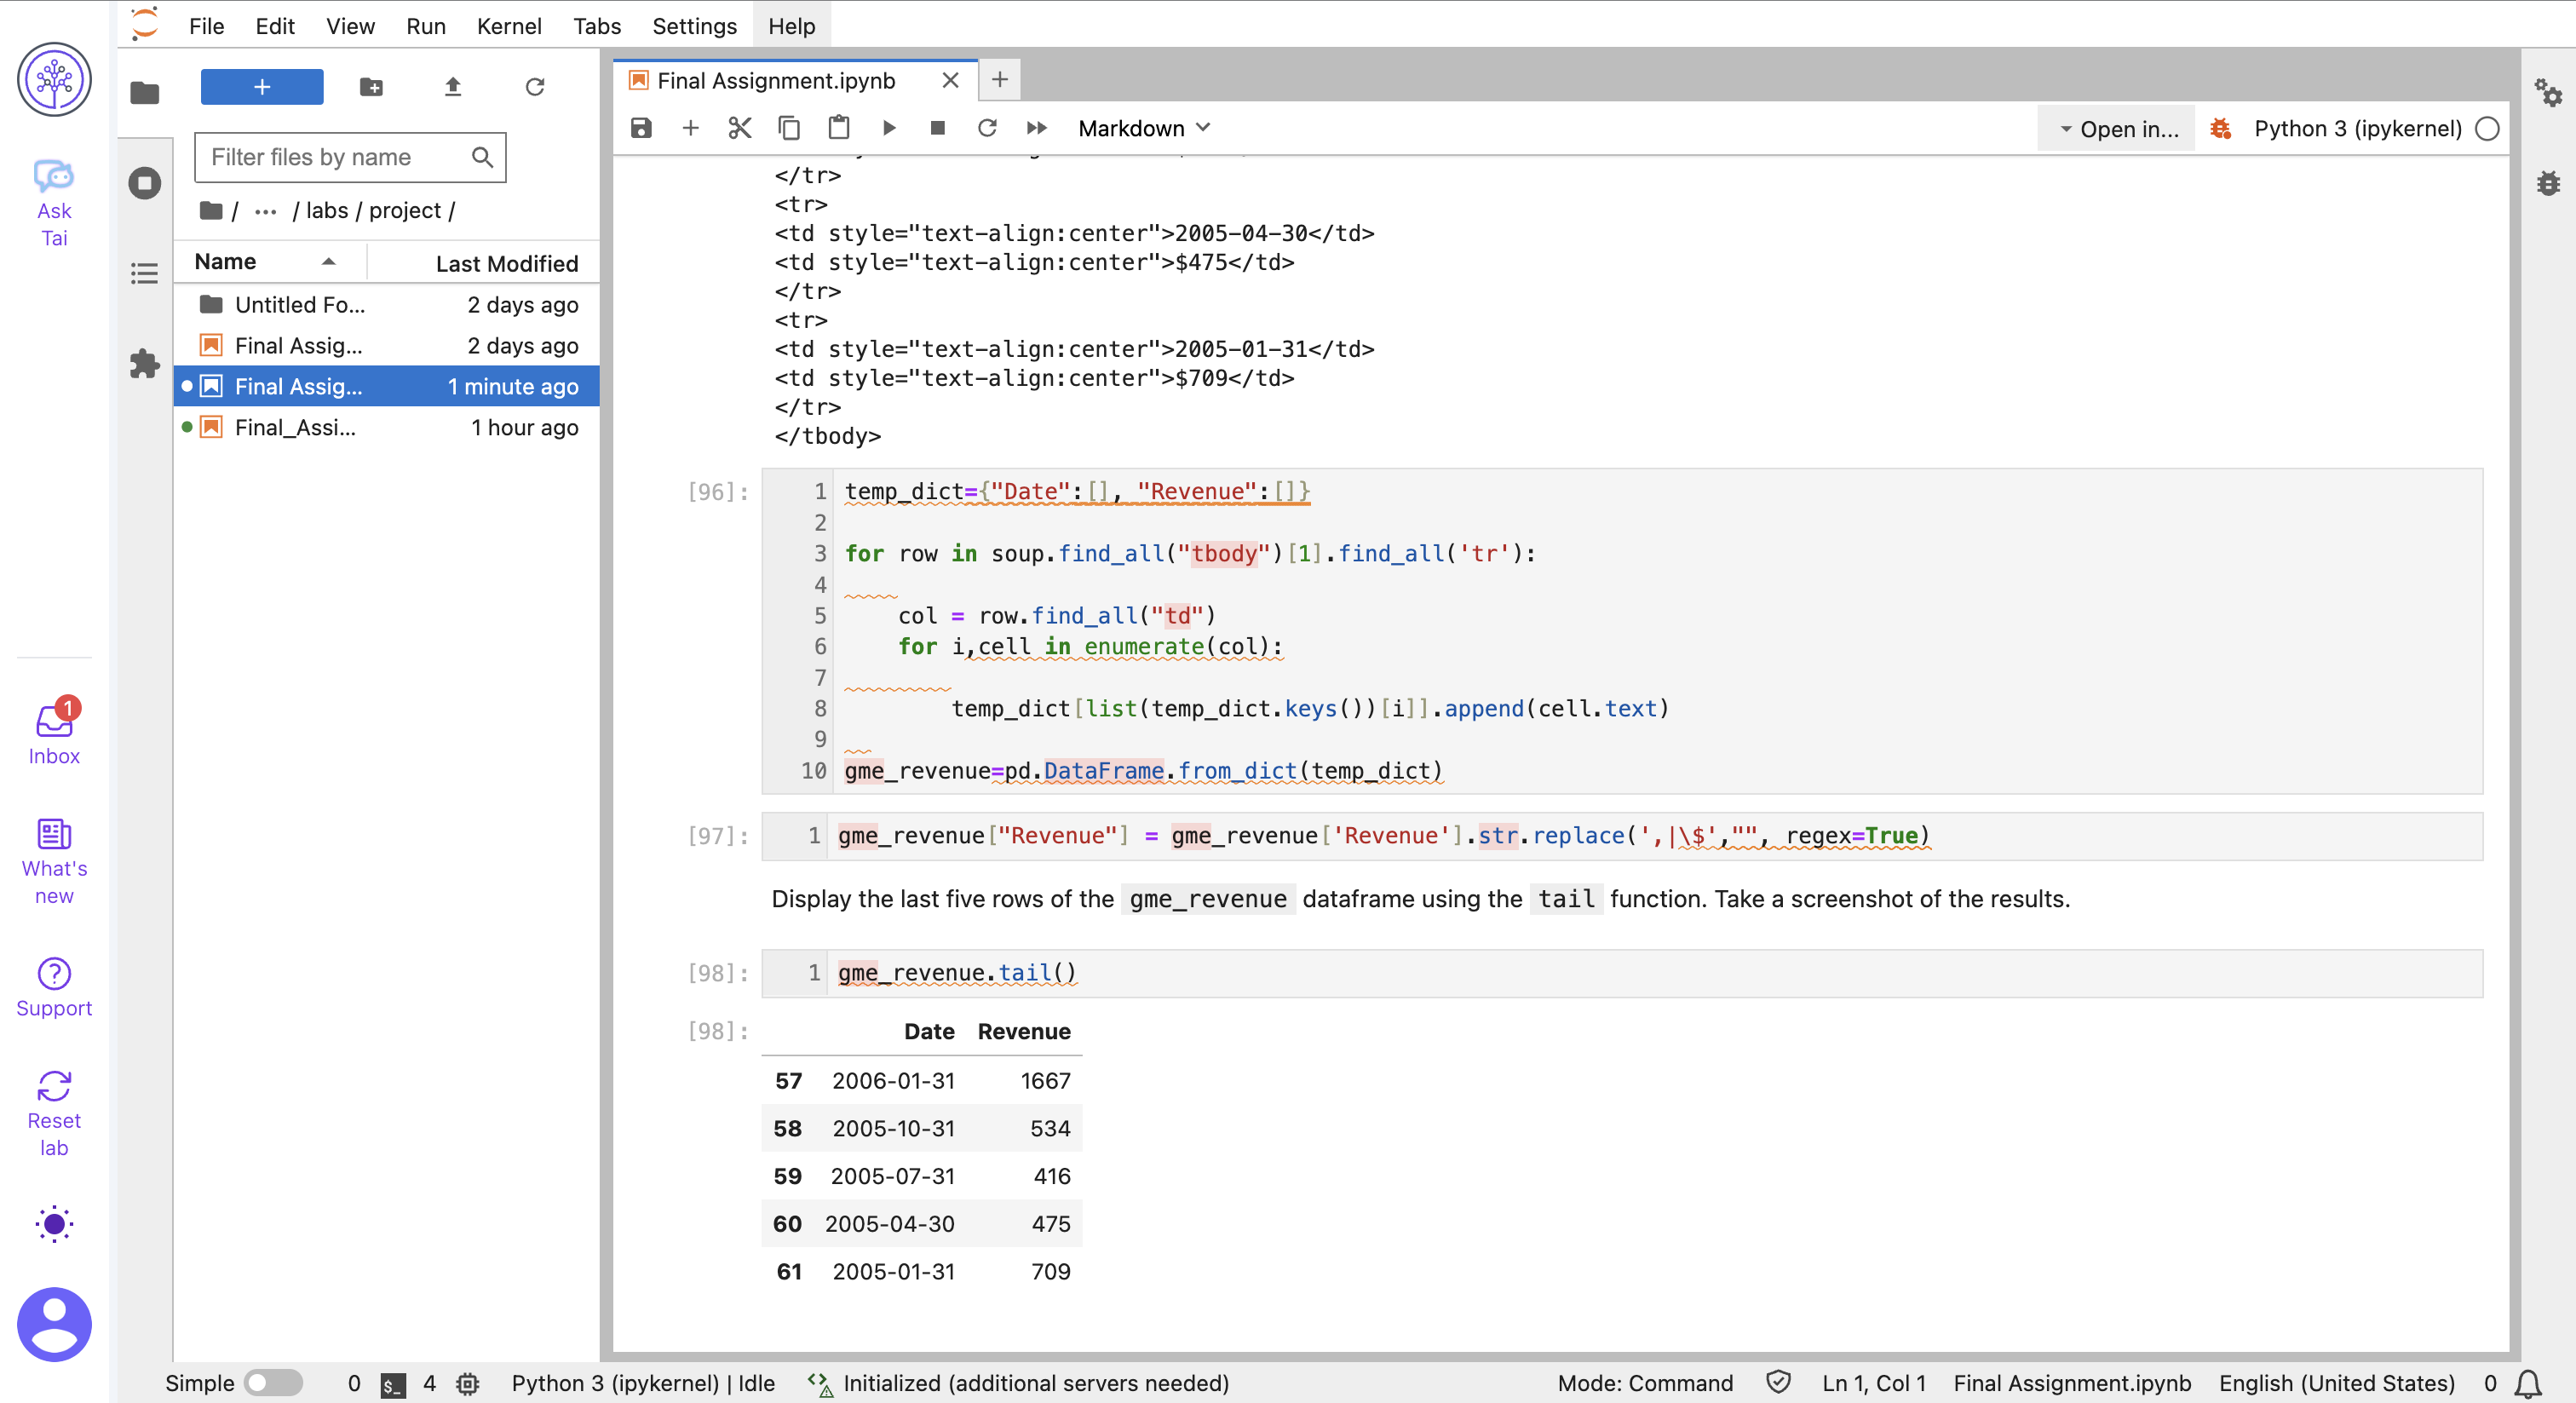 File Edit View Run Kernel Tabs Settings Help
Ask
Tai
Inbox
1
What's
new
Support
Reset
lab
+
Filter files by name
/ ... / labs / project /
Name Last Modified
Untitled Fo... 2 days ago
Final Assig... 2 days ago
Final Assig... 1 minute ago
Final_Assi... 1 hour ago
Final Assignment.ipynb
Markdown
Open in...
Python 3 (ipykernel)
</tr>
<tr>
<td style="text-align:center">2005-04-30</td>
<td style="text-align:center">$475</td>
</tr>
<tr>
<td style="text-align:center">2005-01-31</td>
<td style="text-align:center">$709</td>
</tr>
</tbody>
[96]:
1 temp_dict={"Date":[], "Revenue":[]}
2
3 for row in soup.find_all("tbody")[1].find_all('tr'):
4
5     col = row.find_all("td")
6     for i,cell in enumerate(col):
7
8         temp_dict[list(temp_dict.keys())[i]].append(cell.text)
9
10 gme_revenue=pd.DataFrame.from_dict(temp_dict)
[97]:
1 gme_revenue["Revenue"] = gme_revenue['Revenue'].str.replace(',|\$',"", regex=True)
Display the last five rows of the gme_revenue dataframe using the tail function. Take a screenshot of the results.
[98]:
1 gme_revenue.tail()
[98]:
Date Revenue
57 2006-01-31 1667
58 2005-10-31 534
59 2005-07-31 416
60 2005-04-30 475
61 2005-01-31 709
Simple 0 $_ 4 Python 3 (ipykernel) | Idle Initialized (additional servers needed) Mode: Command Ln 1, Col 1 Final Assignment.ipynb English (United States) 0